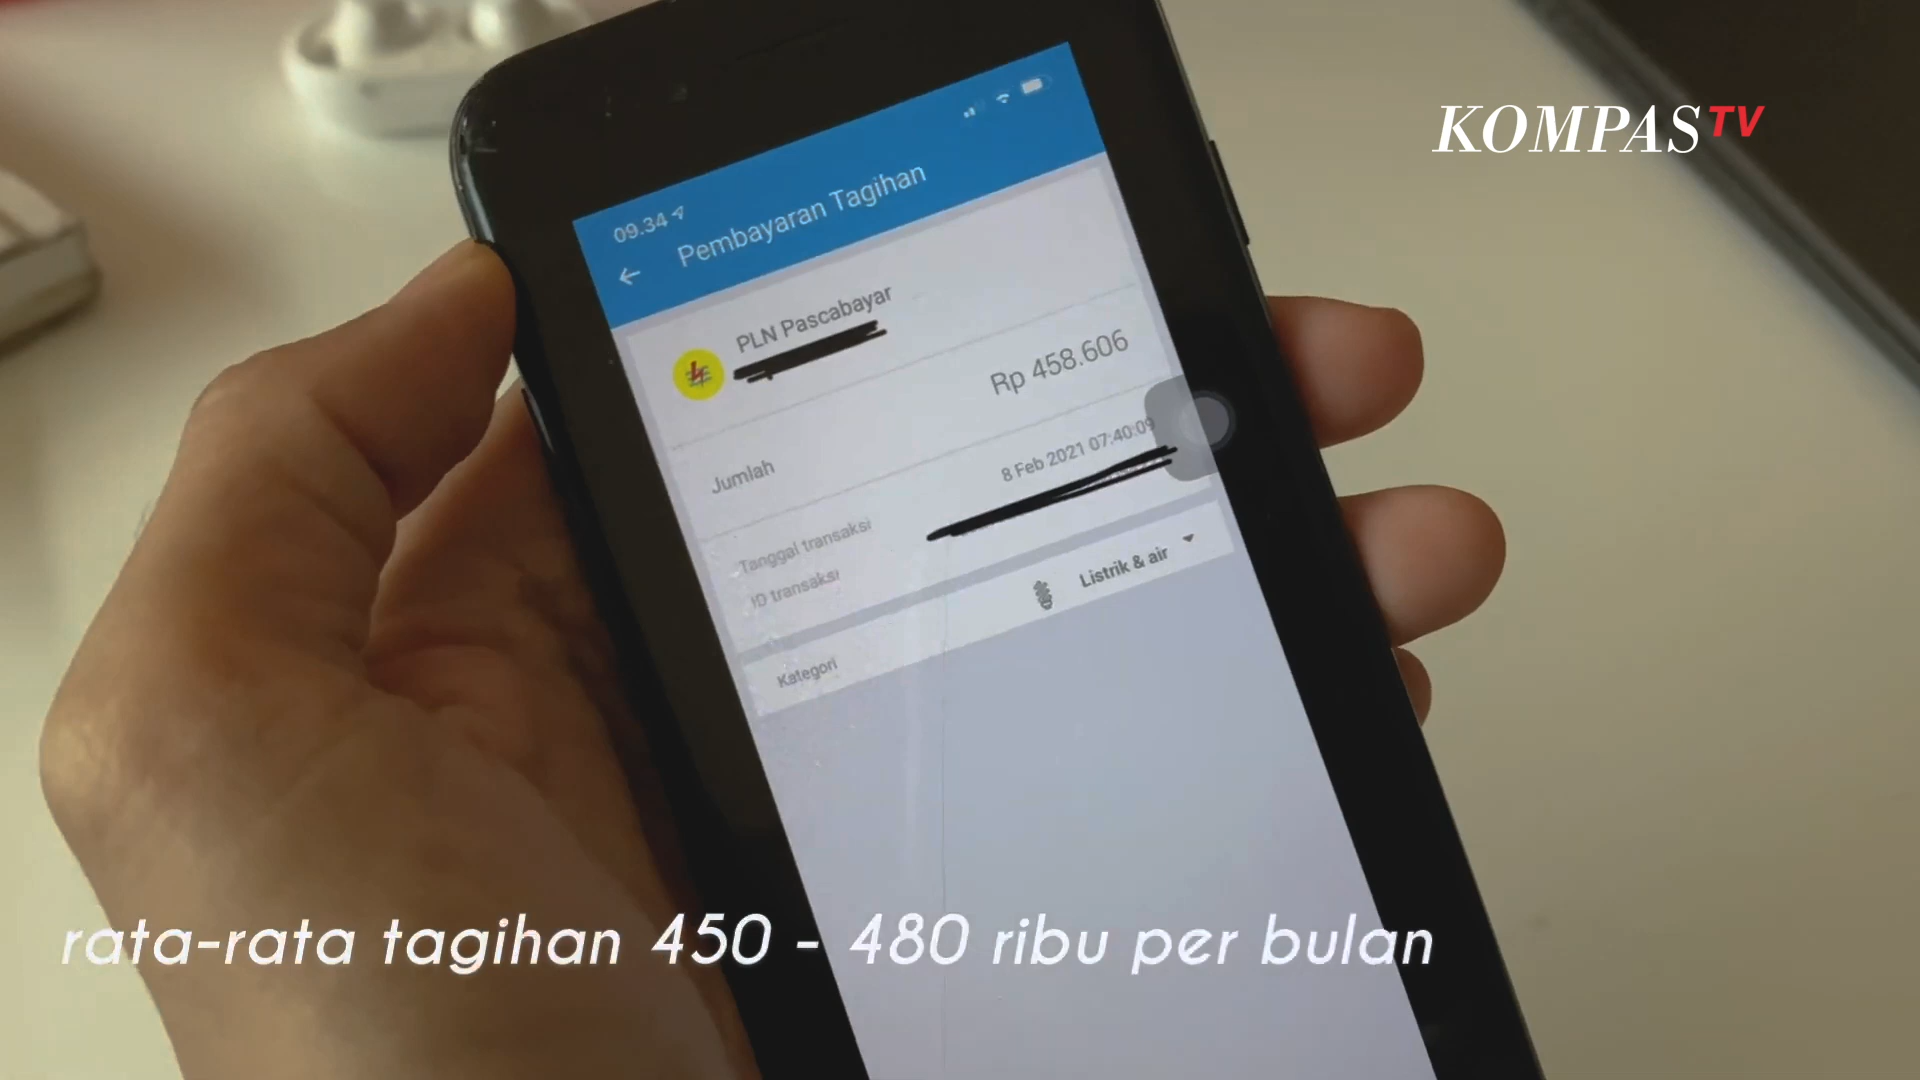 KOMPAS TV
09.34
Pembayaran Tagihan
PLN Pascabayar
Jumlah
Rp 458.606
Tanggal transaksi
8 Feb 2021 07:40:09
ID transaksi
Kategori
Listrik & air
rata-rata tagihan 450 - 480 ribu per bulan